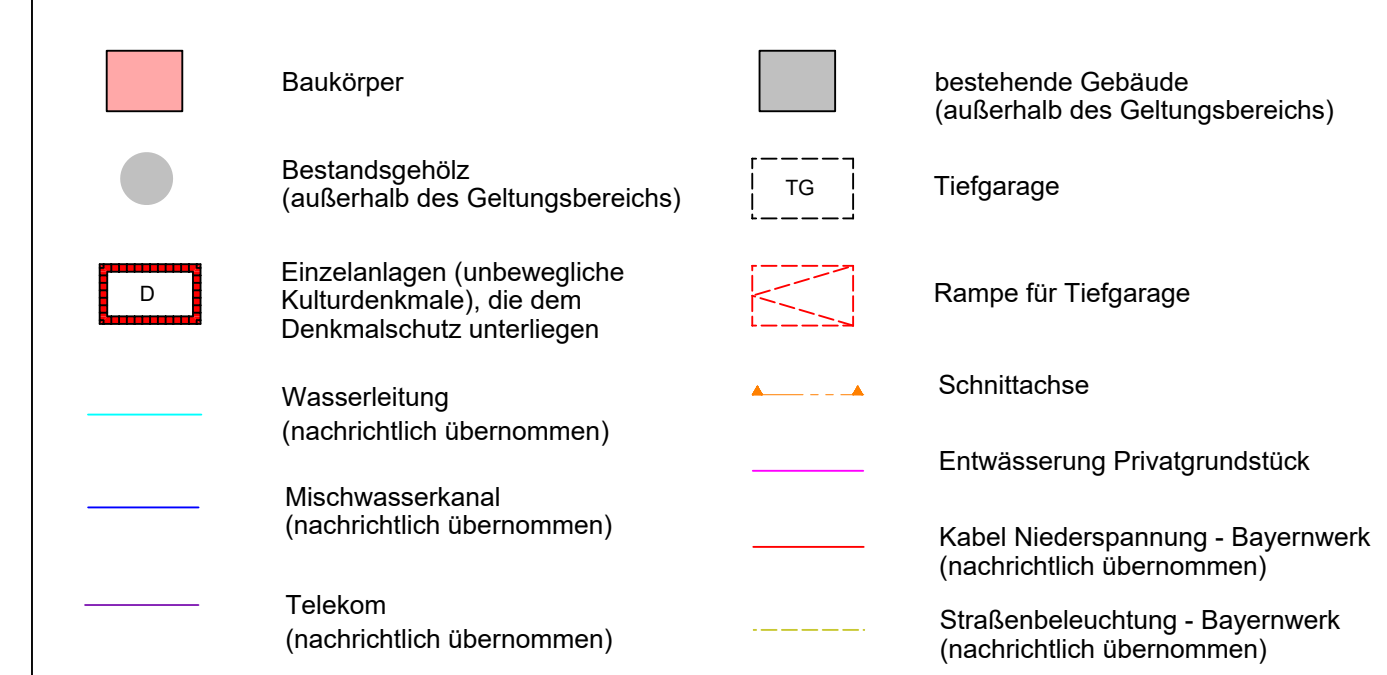 Baukörper
Bestandsgehölz
(außerhalb des Geltungsbereichs)
D
Einzelanlagen (unbewegliche
Kulturdenkmale), die dem
Denkmalschutz unterliegen
Wasserleitung
(nachrichtlich übernommen)
Mischwasserkanal
(nachrichtlich übernommen)
Telekom
(nachrichtlich übernommen)
bestehende Gebäude
(außerhalb des Geltungsbereichs)
TG
Tiefgarage
Rampe für Tiefgarage
Schnittachse
Entwässerung Privatgrundstück
Kabel Niederspannung - Bayernwerk
(nachrichtlich übernommen)
Straßenbeleuchtung - Bayernwerk
(nachrichtlich übernommen)